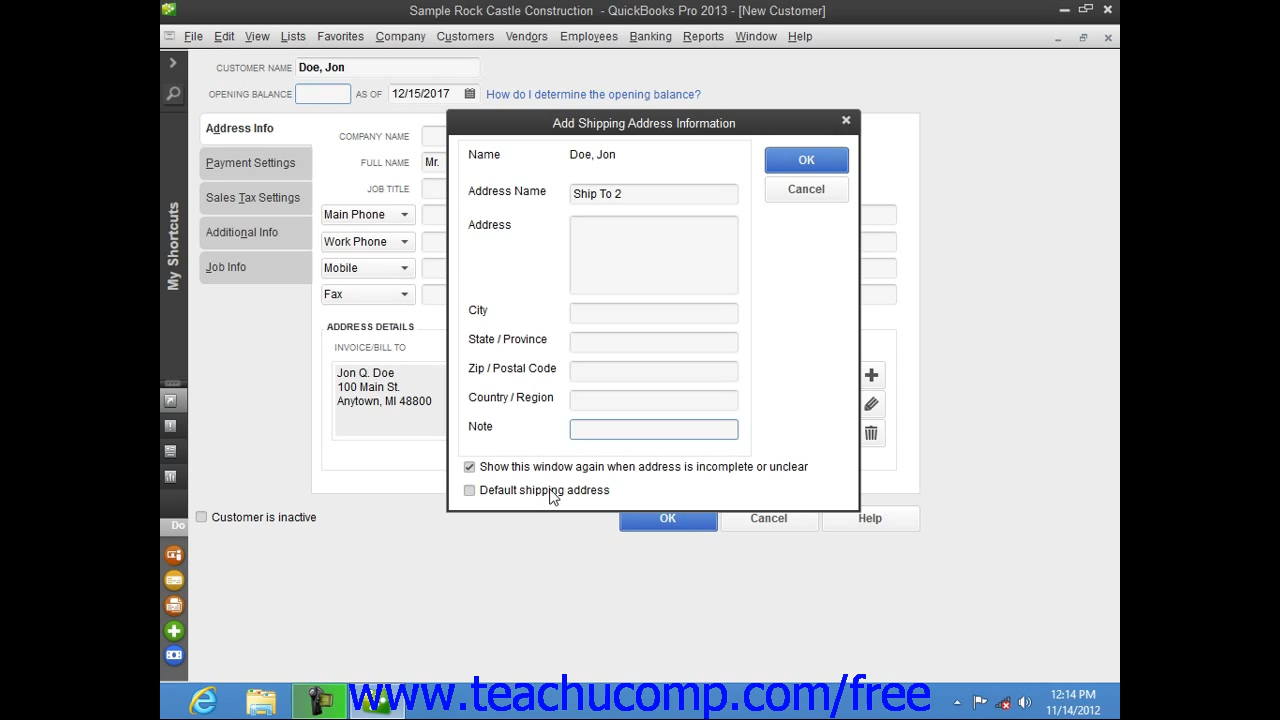 Sample Rock Castle Construction - QuickBooks Pro 2013 - [New Customer]
File Edit View Lists Favorites Company Customers Vendors Employees Banking Reports Window Help
CUSTOMER NAME Doe, Jon
OPENING BALANCE AS OF 12/15/2017 How do I determine the opening balance?
My Shortcuts
Do
Address Info
Payment Settings
Sales Tax Settings
Additional Info
Job Info
COMPANY NAME
FULL NAME Mr.
JOB TITLE
Main Phone
Work Phone
Mobile
Fax
ADDRESS DETAILS
INVOICE/BILL TO
Jon Q. Doe
100 Main St.
Anytown, MI 48800
Customer is inactive
OK Cancel Help
Add Shipping Address Information
Name Doe, Jon
Address Name Ship To 2
Address
City
State / Province
Zip / Postal Code
Country / Region
Note
OK
Cancel
Show this window again when address is incomplete or unclear
Default shipping address
www.teachucomp.com/free
12:14 PM
11/14/2012